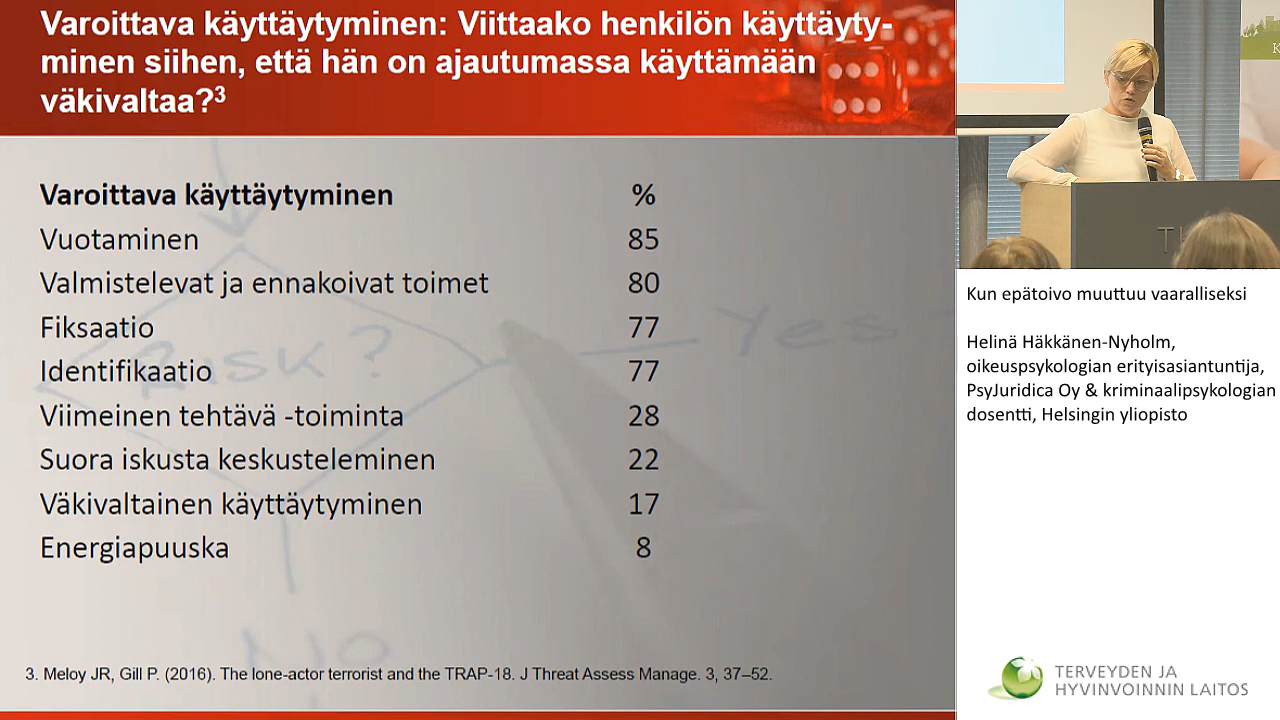 Varoittava käyttäytyminen: Viittaako henkilön käyttäyty-
minen siihen, että hän on ajautumassa käyttämään
väkivaltaa?³
Varoittava käyttäytyminen %
Vuotaminen 85
Valmistelevat ja ennakoivat toimet 80
Fiksaatio 77
Identifikaatio 77
Viimeinen tehtävä -toiminta 28
Suora iskusta keskusteleminen 22
Väkivaltainen käyttäytyminen 17
Energiapuuska 8
RISK?
Yes
No
3. Meloy JR, Gill P. (2016). The lone-actor terrorist and the TRAP-18. J Threat Assess Manage. 3, 37–52.
K
Kun epätoivo muuttuu vaaralliseksi
Helinä Häkkänen-Nyholm,
oikeuspsykologian erityisasiantuntija,
PsyJuridica Oy & kriminaalipsykologian
dosentti, Helsingin yliopisto
TERVEYDEN JA
HYVINVOINNIN LAITOS